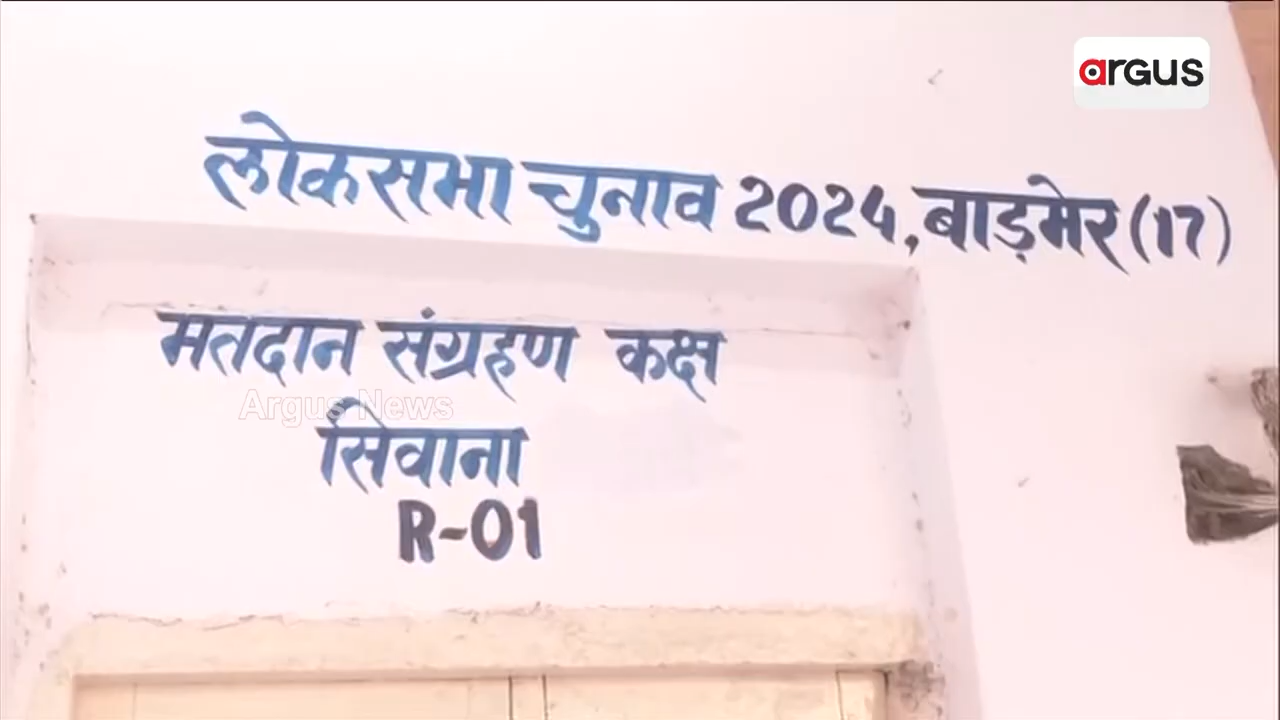 argus
लोकसभा चुनाव 2024, बाड़मेर (17)
मतदान संग्रहण कक्ष
Argus News
सिवाना
R-01